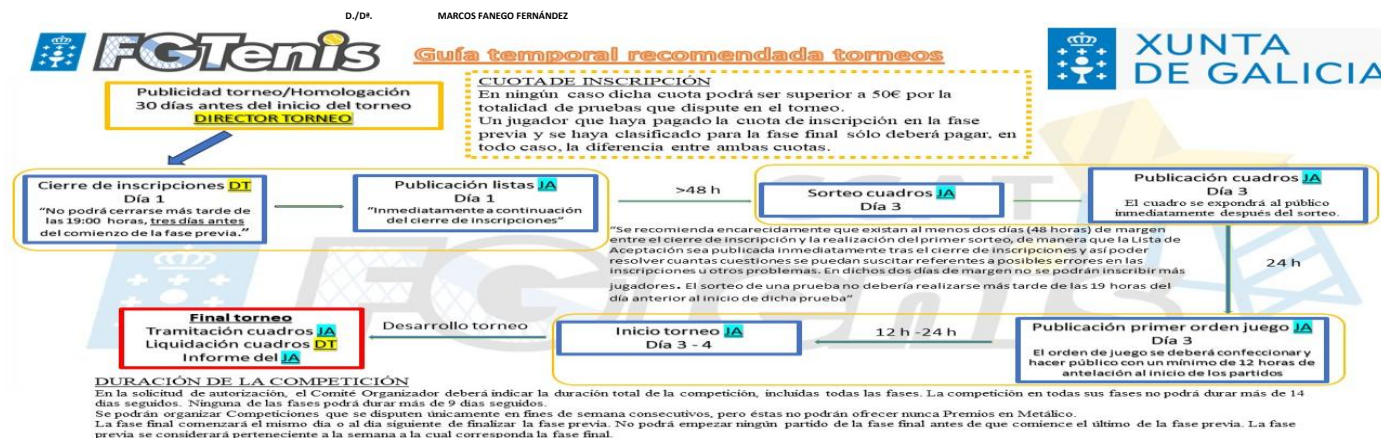 D./Dª. MARCOS FANEGO FERNÁNDEZ
FGTenis
Guía temporal recomendada torneos
XUNTA
DE GALICIA
Publicidad torneo/Homologación
30 días antes del inicio del torneo
DIRECTOR TORNEO
CUOTA DE INSCRIPCIÓN
En ningún caso dicha cuota podrá ser superior a 50€ por la
totalidad de pruebas que dispute en el torneo.
Un jugador que haya pagado la cuota de inscripción en la fase
previa y se haya clasificado para la fase final sólo deberá pagar, en
todo caso, la diferencia entre ambas cuotas.
Cierre de inscripciones DT
Día 1
"No podrá cerrarse más tarde de
las 19:00 horas, tres días antes
del comienzo de la fase previa."
Publicación listas JA
Día 1
"Inmediatamente a continuación
del cierre de inscripciones"
>48 h
Sorteo cuadros JA
Día 3
Publicación cuadros JA
Día 3
El cuadro se expondrá al público
inmediatamente después del sorteo.
"Se recomienda encarecidamente que existan al menos dos días (48 horas) de margen
entre el cierre de inscripción y la realización del primer sorteo, de manera que la Lista de
Aceptación sea publicada inmediatamente tras el cierre de inscripciones y así poder
resolver cuantas cuestiones se puedan suscitar referentes a posibles errores en las
inscripciones u otros problemas. En dichos dos días de margen no se podrán inscribir más
jugadores. El sorteo de una prueba no debería realizarse más tarde de las 19 horas del
día anterior al inicio de dicha prueba"
24 h
Final torneo
Tramitación cuadros JA
Liquidación cuadros DT
Informe del JA
Desarrollo torneo
Inicio torneo JA
Día 3 - 4
12 h -24 h
Publicación primer orden juego JA
Día 3
El orden de juego se deberá confeccionar y
hacer público con un mínimo de 12 horas de
antelación al inicio de los partidos
DURACIÓN DE LA COMPETICIÓN
En la solicitud de autorización, el Comité Organizador deberá indicar la duración total de la competición, incluidas todas las fases. La competición en todas sus fases no podrá durar más de 14
días seguidos. Ninguna de las fases podrá durar más de 9 días seguidos.
Se podrán organizar Competiciones que se disputen únicamente en fines de semana consecutivos, pero éstas no podrán ofrecer nunca Premios en Metálico.
La fase final comenzará el mismo día o al día siguiente de finalizar la fase previa. No podrá empezar ningún partido de la fase final antes de que comience el último de la fase previa. La fase
previa se considerará perteneciente a la semana a la cual corresponda la fase final.